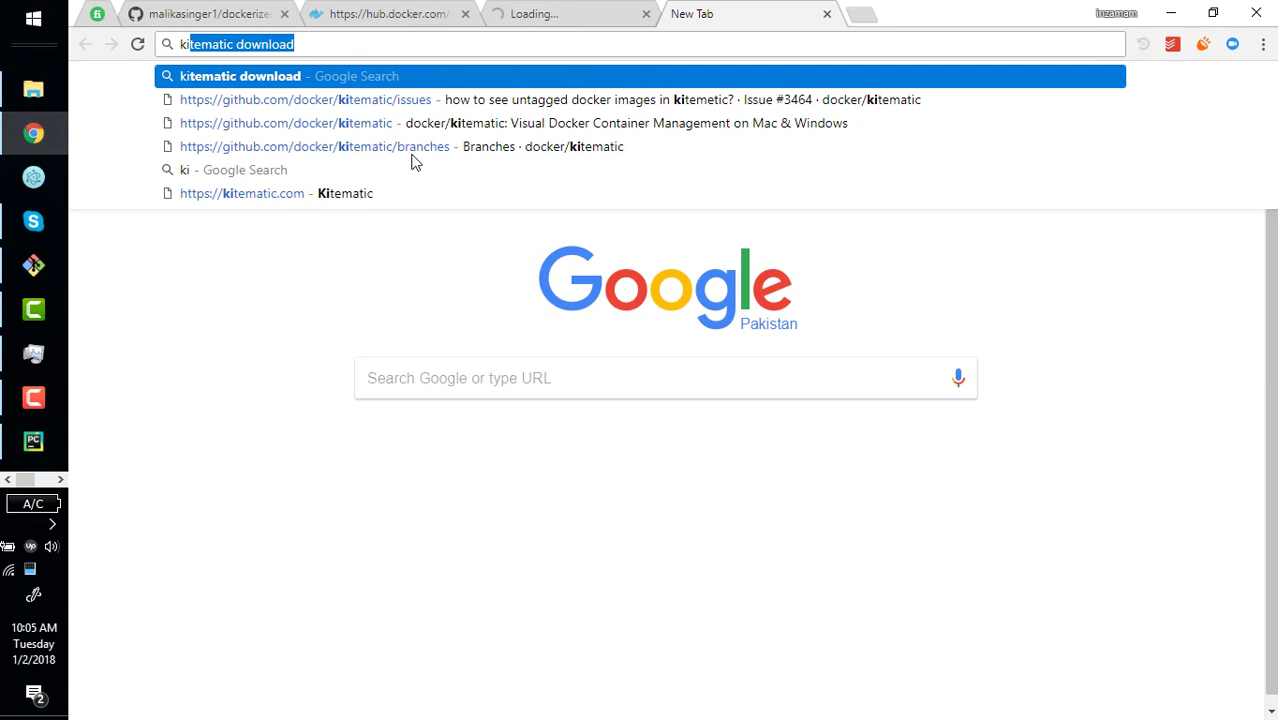 malikasinger1/dockerize
https://hub.docker.com/
Loading...
New Tab
inzamam
kitematic download
kitematic download - Google Search
https://github.com/docker/kitematic/issues - how to see untagged docker images in kitemetic? · Issue #3464 · docker/kitematic
https://github.com/docker/kitematic - docker/kitematic: Visual Docker Container Management on Mac & Windows
https://github.com/docker/kitematic/branches - Branches · docker/kitematic
ki - Google Search
https://kitematic.com - Kitematic
Google
Pakistan
Search Google or type URL
PC
A/C
up
10:05 AM
Tuesday
1/2/2018
2